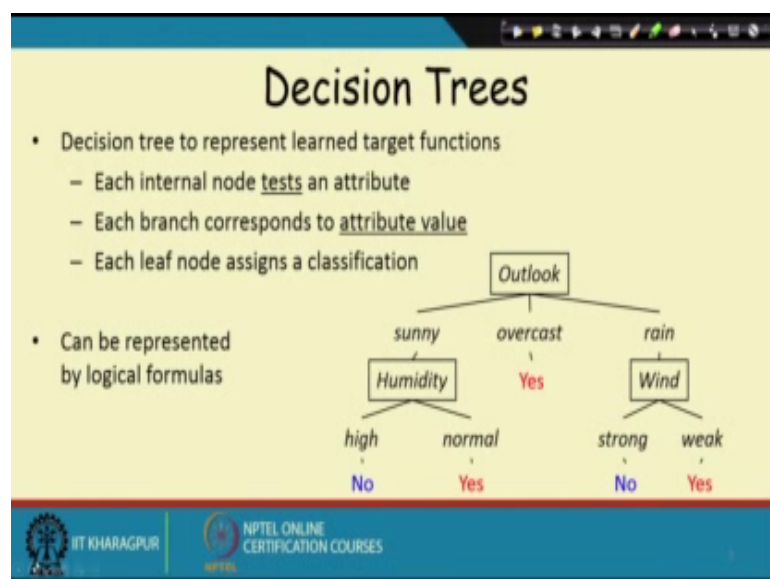 Decision Trees
• Decision tree to represent learned target functions
– Each internal node tests an attribute
– Each branch corresponds to attribute value
– Each leaf node assigns a classification
• Can be represented
by logical formulas
Outlook
sunny overcast rain
Humidity Yes Wind
high normal strong weak
No Yes No Yes
IIT KHARAGPUR
NPTEL ONLINE
CERTIFICATION COURSES
NPTEL